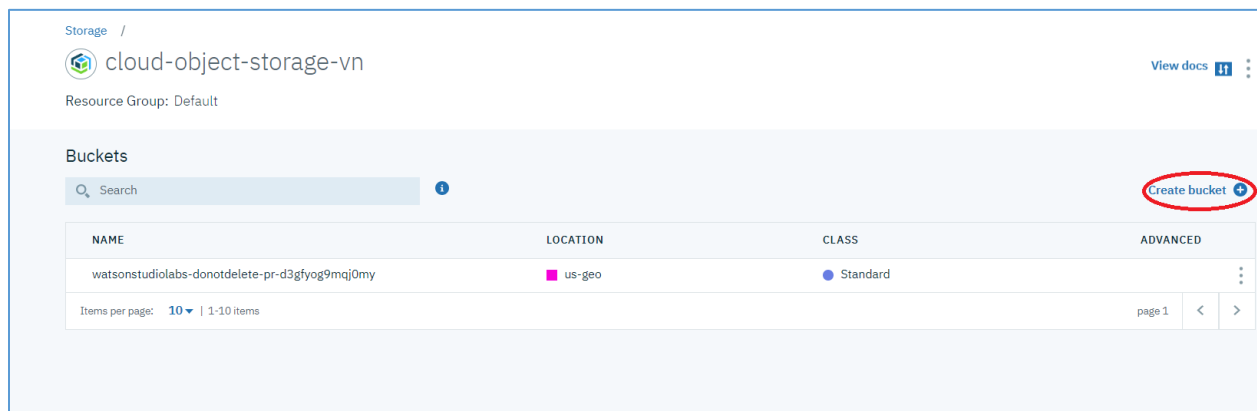 Storage /
cloud-object-storage-vn
View docs
Resource Group: Default
Buckets
Search
Create bucket
NAME LOCATION CLASS ADVANCED
watsonstudiolabs-donotdelete-pr-d3gfyog9mqj0my us-geo Standard
Items per page: 10 | 1-10 items page 1 < >